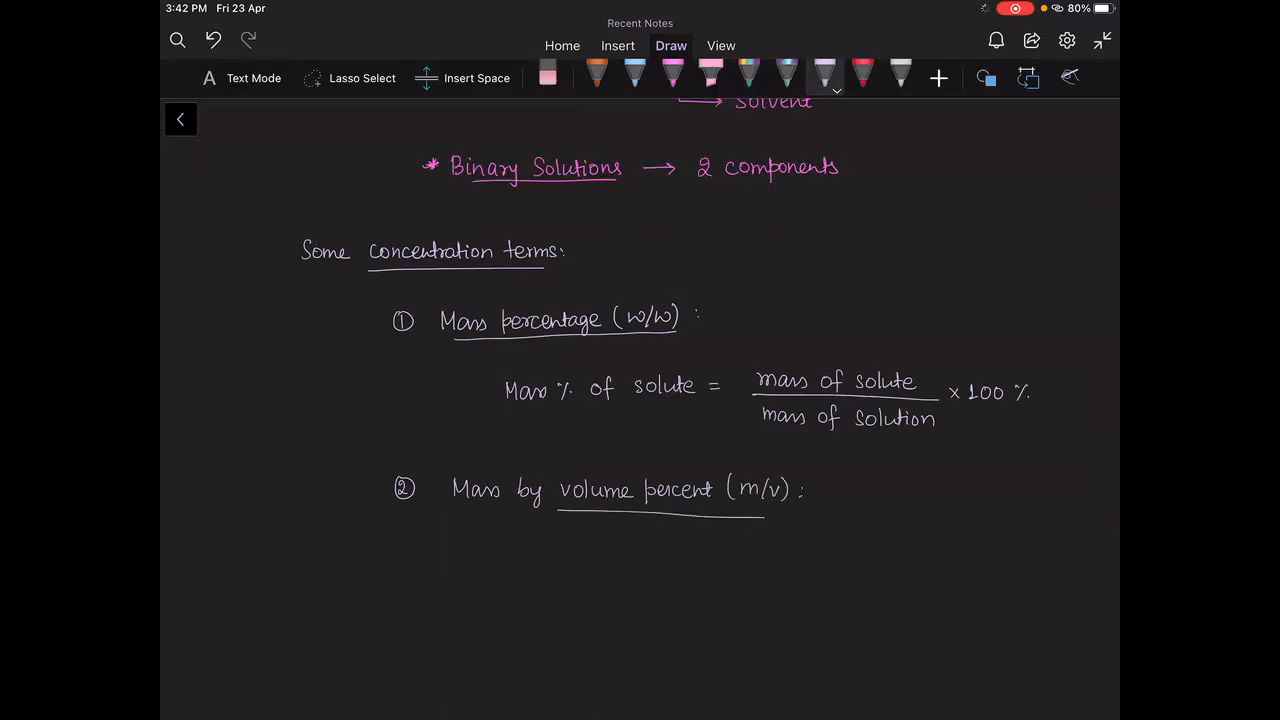 3:42 PM Fri 23 Apr
80%
Recent Notes
Home Insert Draw View
Text Mode Lasso Select Insert Space
→ Solvent
* Binary Solutions → 2 components
Some concentration terms:
① Mass percentage (w/w) :
Mass % of solute = mass of solute / mass of solution × 100 %
② Mass by volume percent (m/v) :